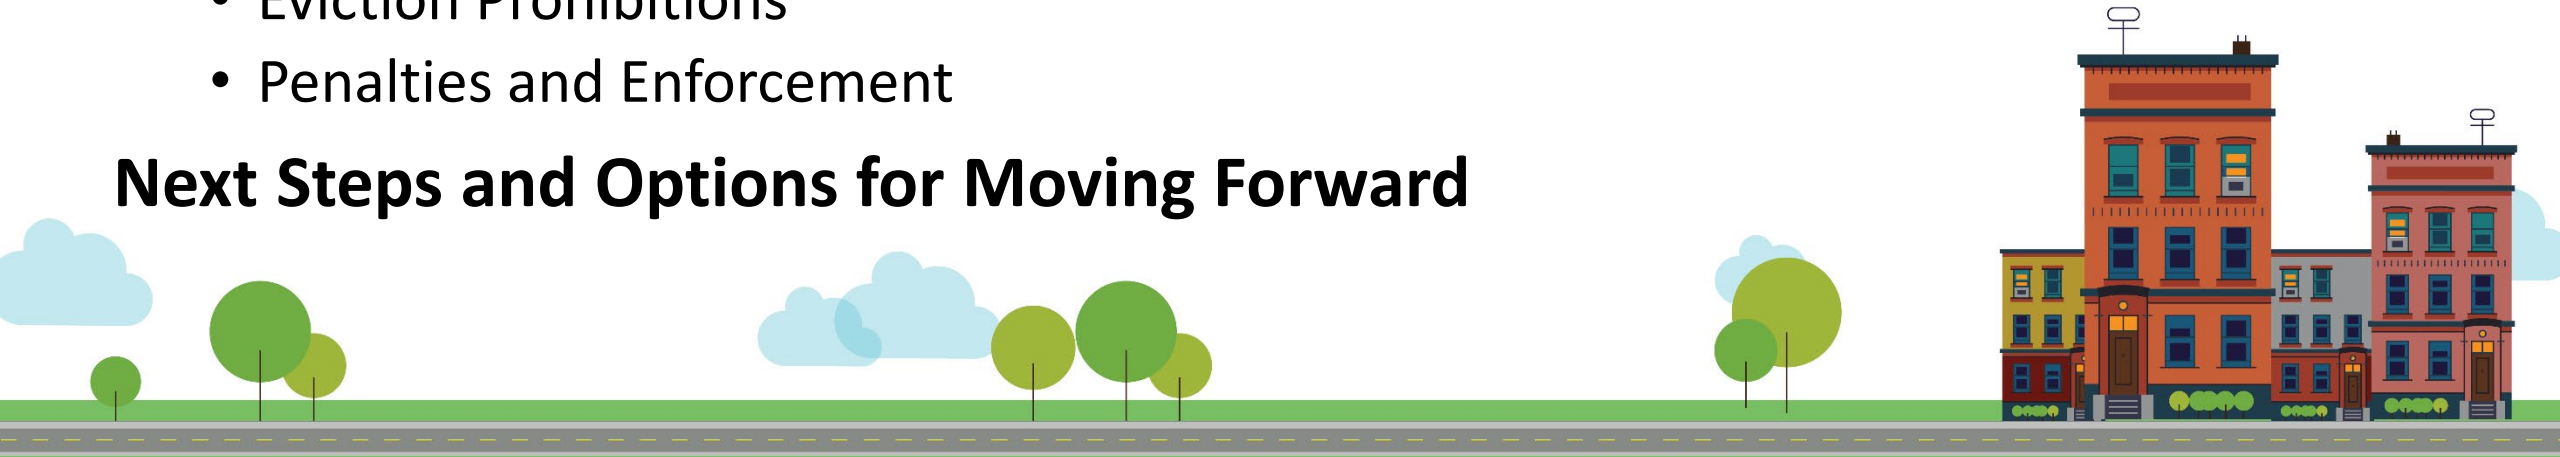 • Eviction Prohibitions
• Penalties and Enforcement
Next Steps and Options for Moving Forward